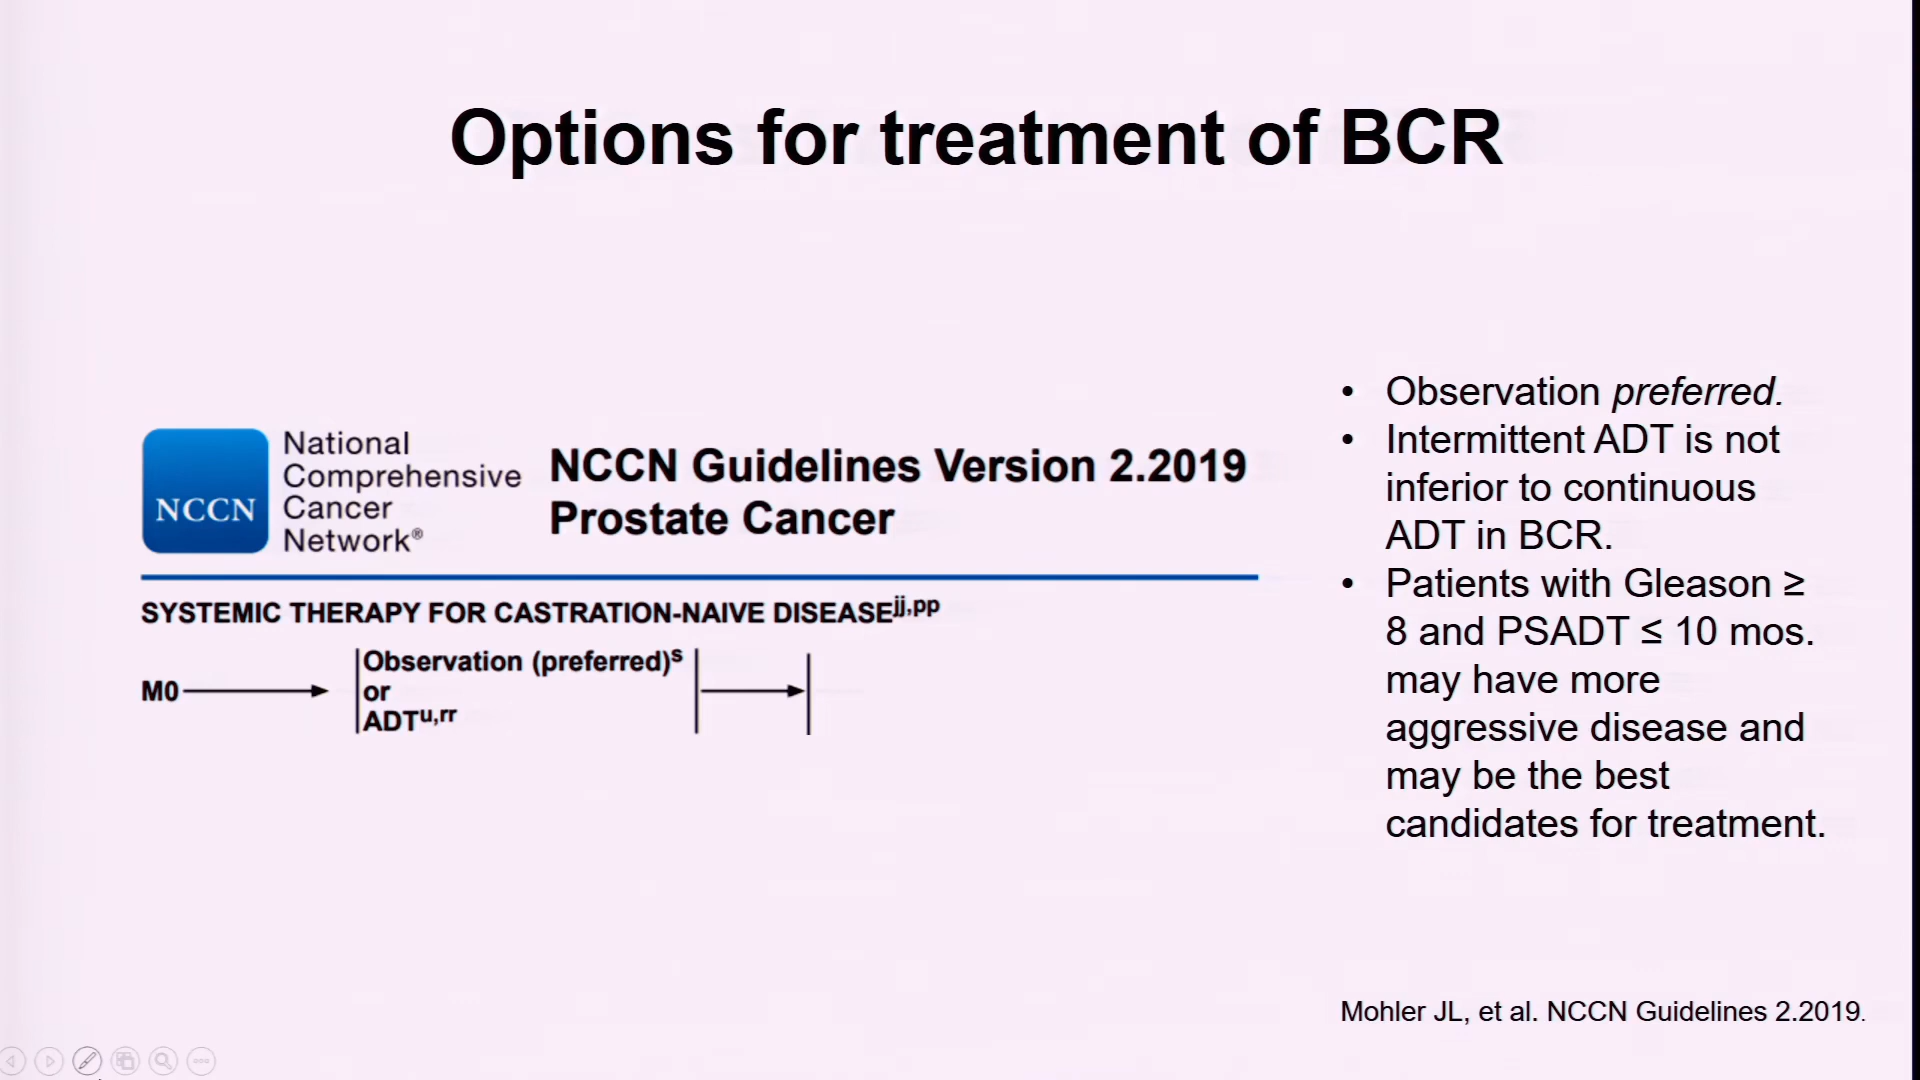 Options for treatment of BCR
NCCN
National
Comprehensive
Cancer
Network®
NCCN Guidelines Version 2.2019
Prostate Cancer
SYSTEMIC THERAPY FOR CASTRATION-NAIVE DISEASEjj,pp
M0
Observation (preferred)s
or
ADTu,rr
• Observation preferred.
• Intermittent ADT is not
inferior to continuous
ADT in BCR.
• Patients with Gleason ≥
8 and PSADT ≤ 10 mos.
may have more
aggressive disease and
may be the best
candidates for treatment.
Mohler JL, et al. NCCN Guidelines 2.2019.